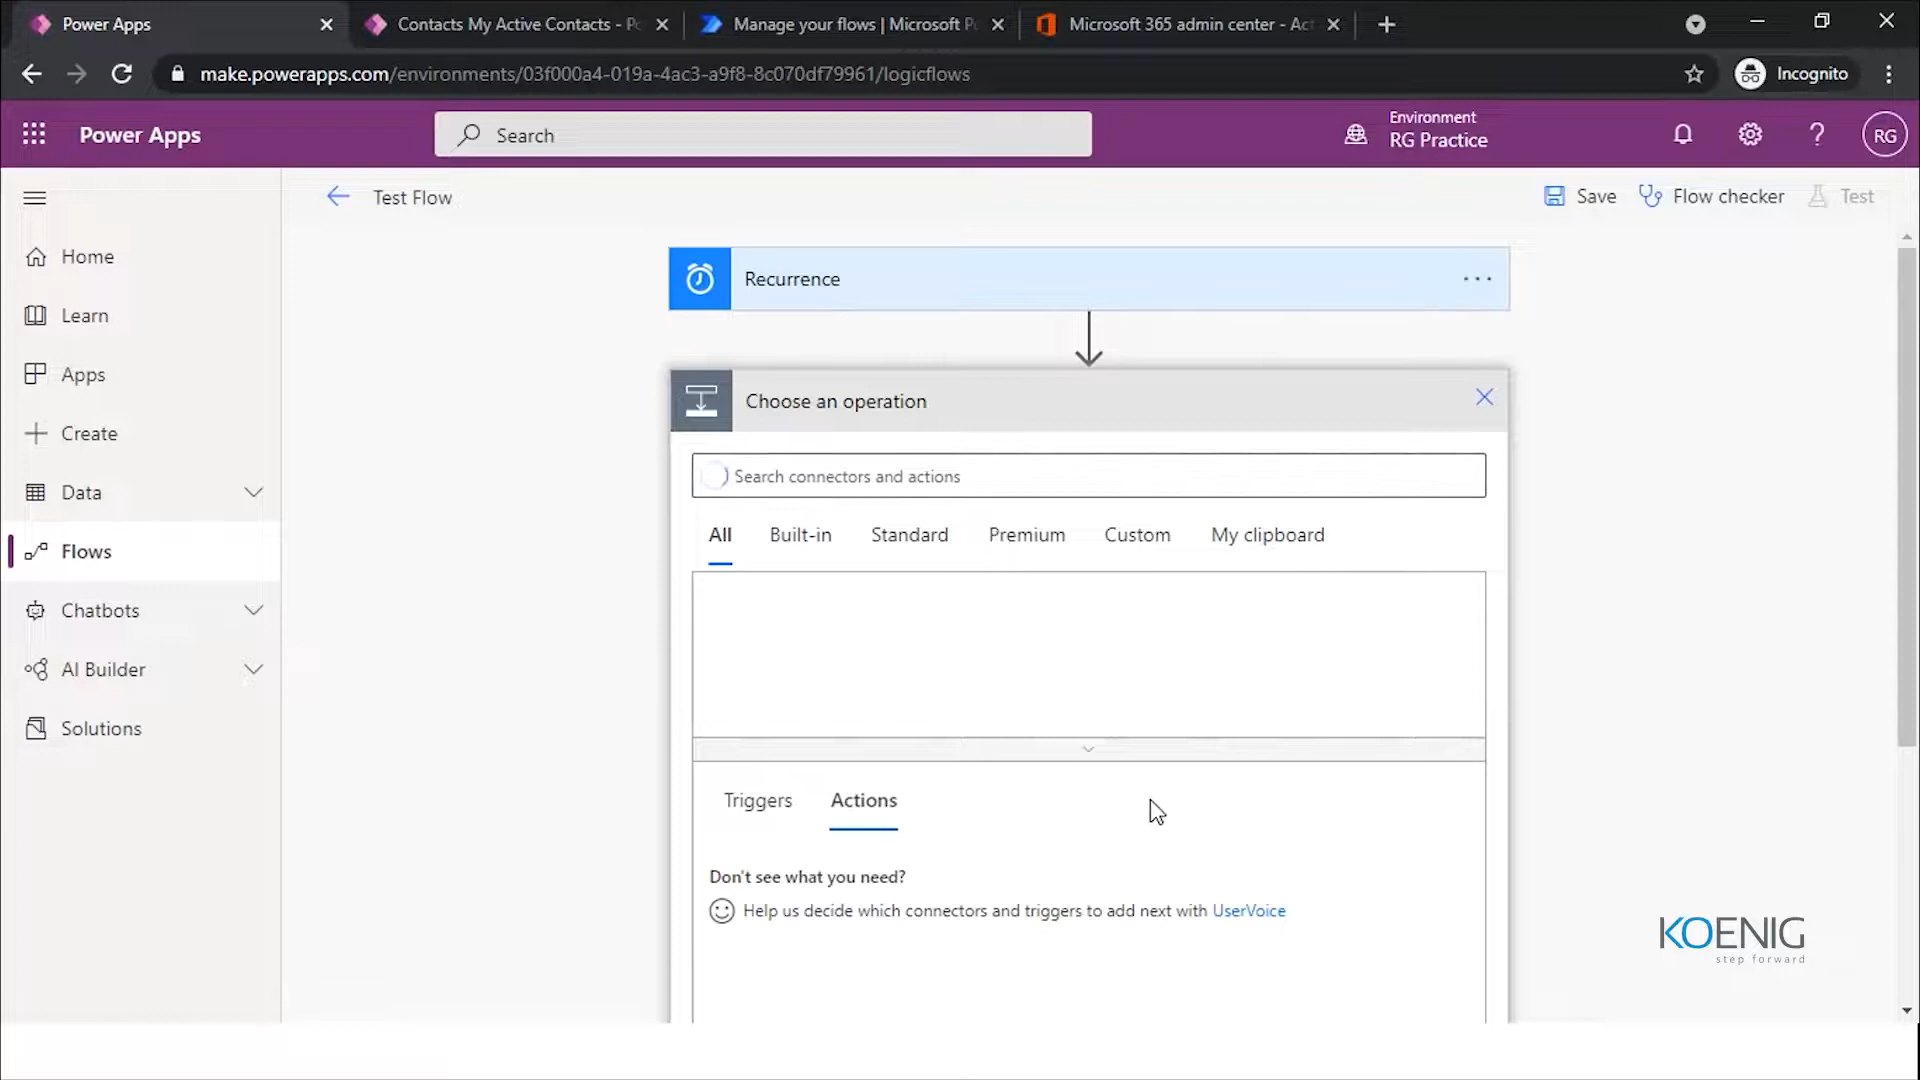 Power Apps
Contacts My Active Contacts - Po
Manage your flows | Microsoft P
Microsoft 365 admin center - Act
make.powerapps.com/environments/03f000a4-019a-4ac3-a9f8-8c070df79961/logicflows
Incognito
Power Apps
Search
Environment
RG Practice
RG
Test Flow
Save
Flow checker
Test
Home
Learn
Apps
Create
Data
Flows
Chatbots
AI Builder
Solutions
Recurrence
Choose an operation
Search connectors and actions
All
Built-in
Standard
Premium
Custom
My clipboard
Triggers
Actions
Don't see what you need?
Help us decide which connectors and triggers to add next with UserVoice
KOENIG
step forward